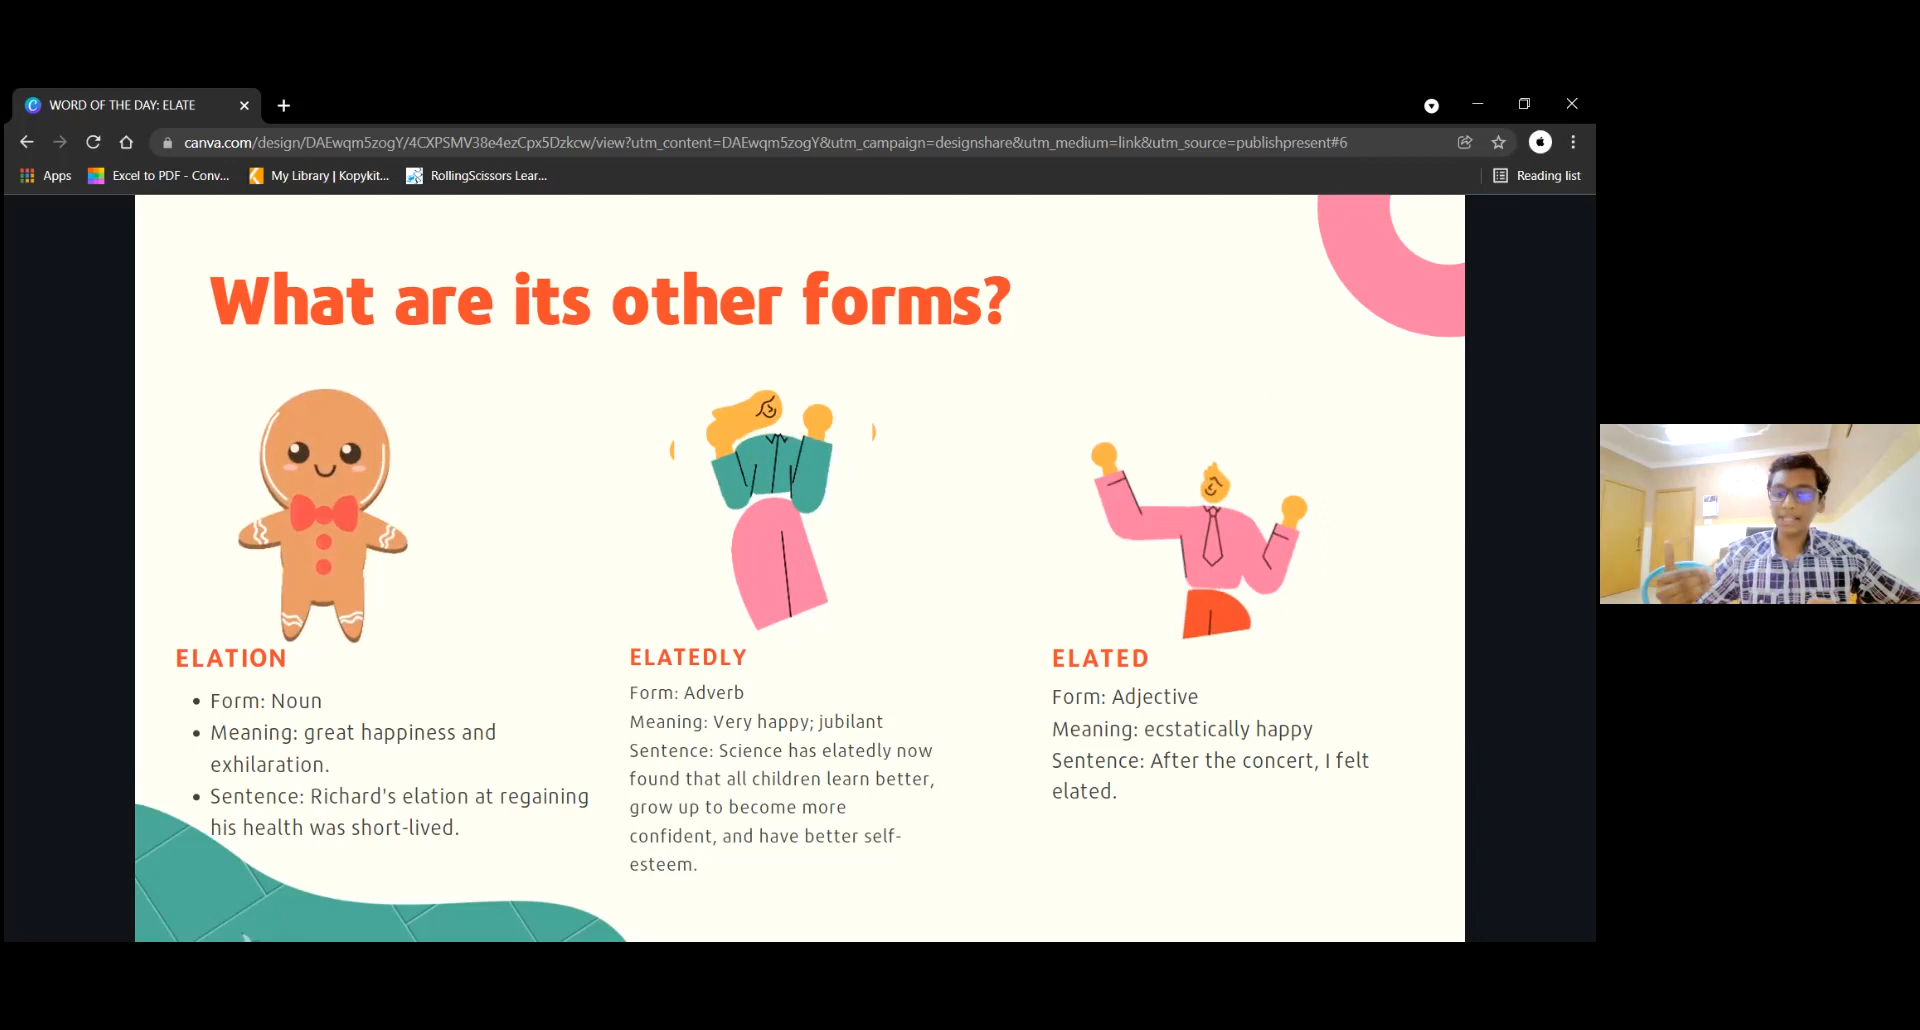 WORD OF THE DAY: ELATE
canva.com/design/DAEwqm5zogY/4CXPSMV38e4ezCpx5Dzkcw/view?utm_content=DAEwqm5zogY&utm_campaign=designshare&utm_medium=link&utm_source=publishpresent#6
Apps
Excel to PDF - Conv...
My Library | Kopykit...
RollingScissors Lear...
Reading list
What are its other forms?
ELATION
• Form: Noun
• Meaning: great happiness and
exhilaration.
• Sentence: Richard's elation at regaining
his health was short-lived.
ELATEDLY
Form: Adverb
Meaning: Very happy; jubilant
Sentence: Science has elatedly now
found that all children learn better,
grow up to become more
confident, and have better self-
esteem.
ELATED
Form: Adjective
Meaning: ecstatically happy
Sentence: After the concert, I felt
elated.